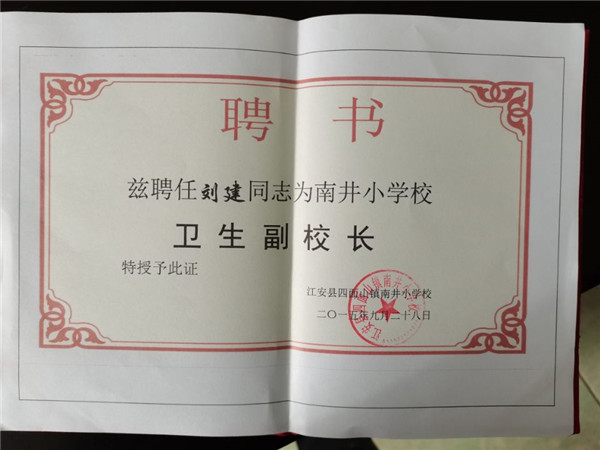 聘书
兹聘任刘建同志为南井小学校
卫生副校长
特授予此证
江安县四面山镇南井小学校
二〇一五年九月二十八日